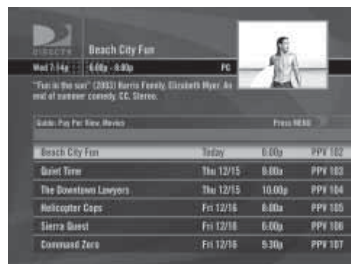 DIRECTV
Beach City Fun
Wed 7:14p 6:00p - 8:00p PG
"Fun in the sun" (2003) Harris Family, Elizabeth Myer. An
end of summer comedy. CC, Stereo.
Guide: Pay Per View, Movies Press MENU
Beach City Fun Today 6:00p PPV 102
Quiet Time Thu 12/15 8:00a PPV 103
The Downtown Lawyers Thu 12/15 10:00p PPV 104
Helicopter Cops Fri 12/16 8:00a PPV 105
Sierra Quest Fri 12/16 6:00p PPV 106
Command Zero Fri 12/16 9:30p PPV 107